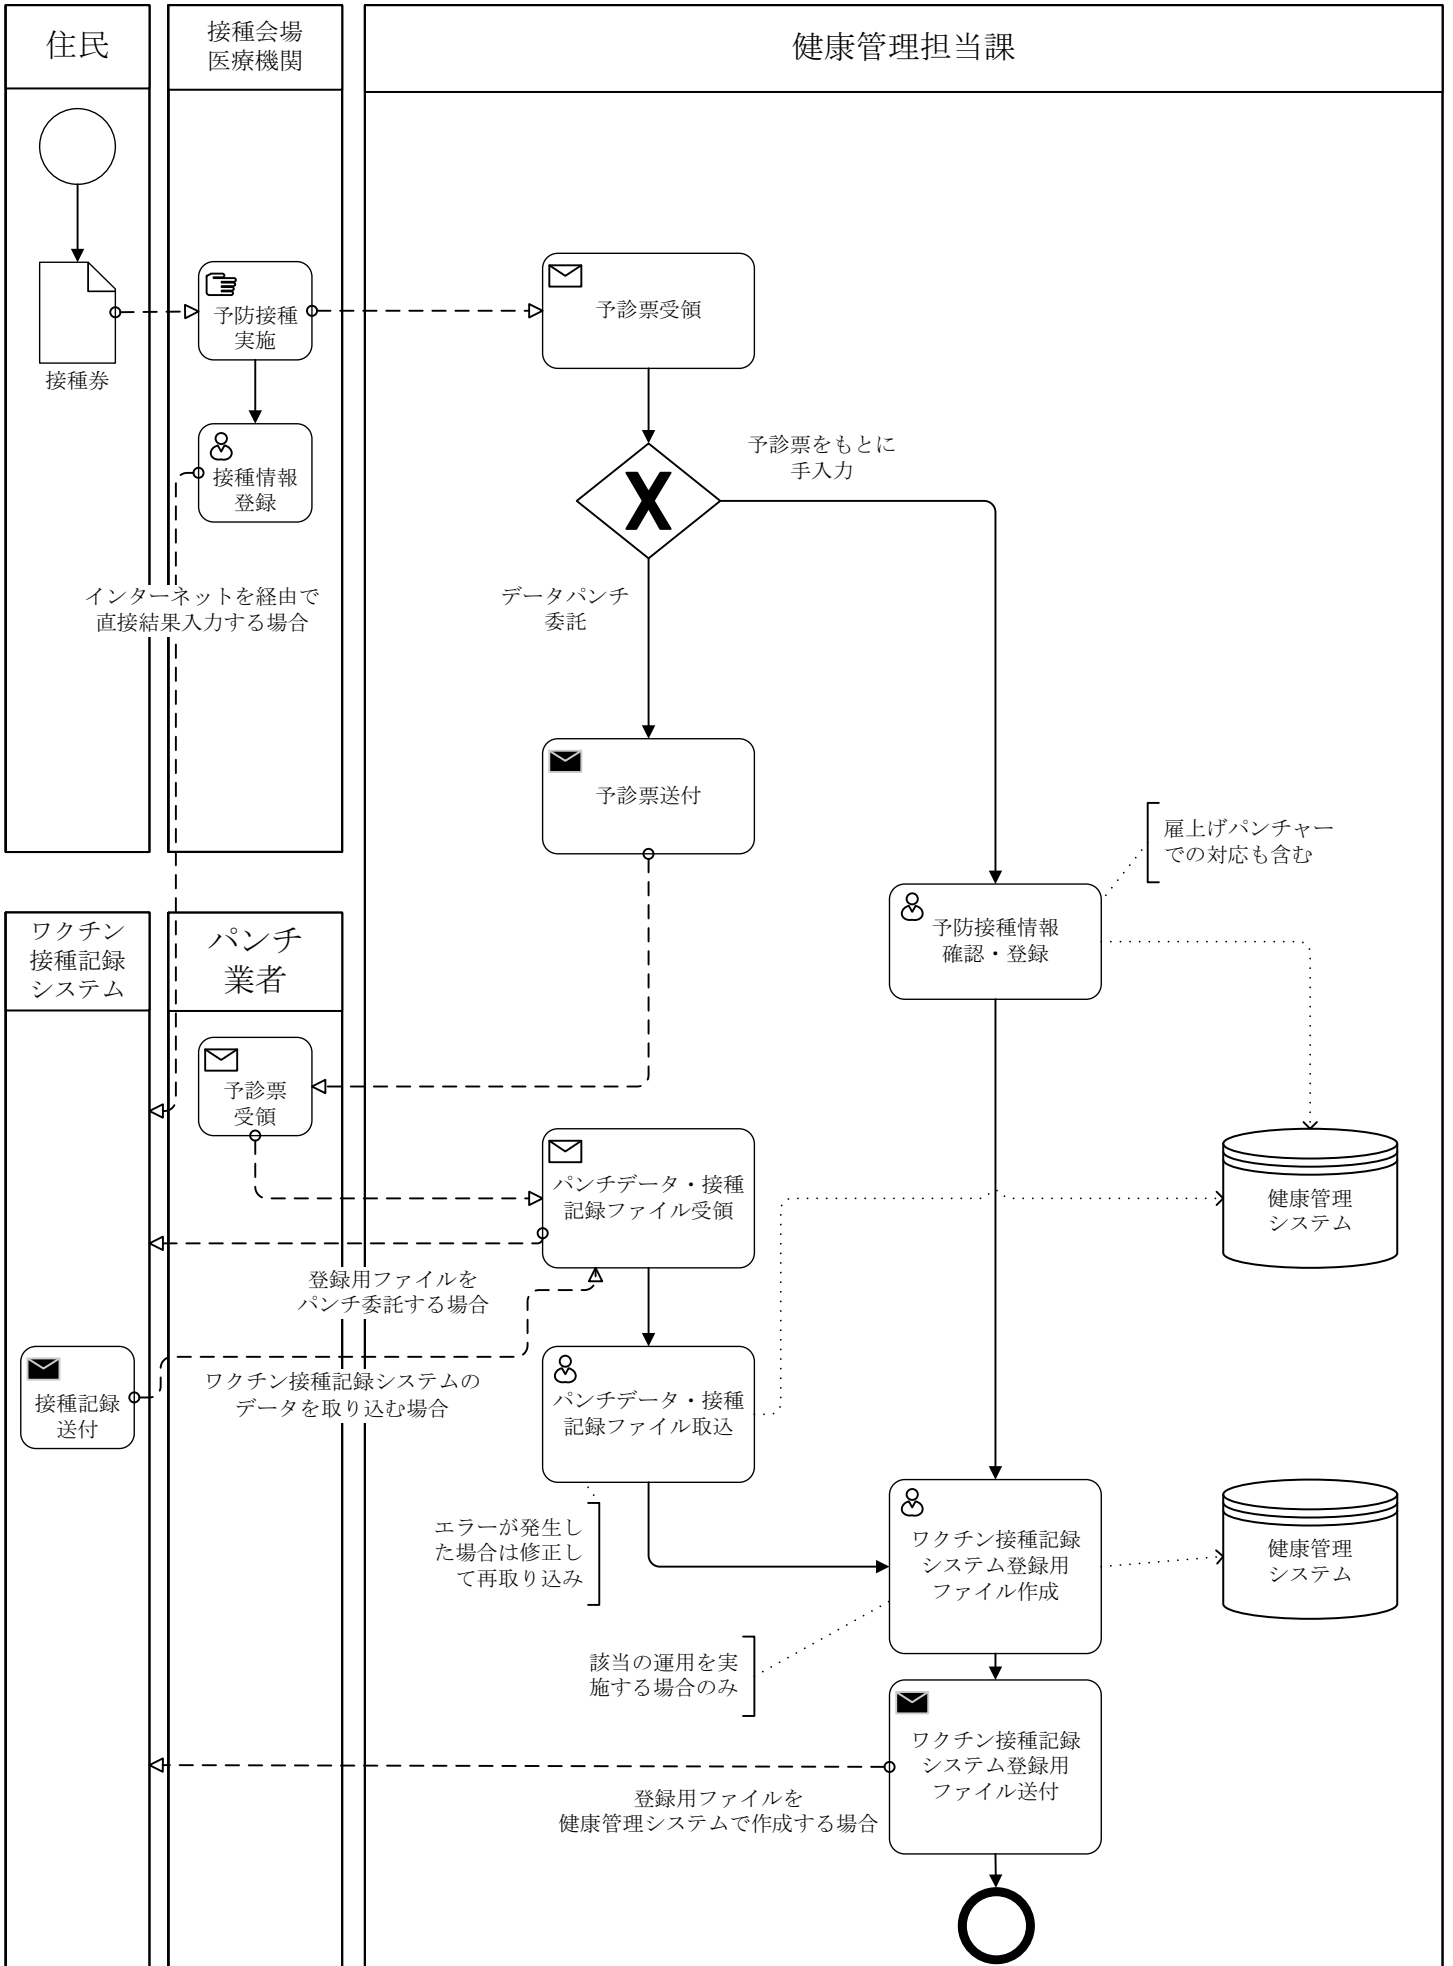 住民
接種会場
医療機関
健康管理担当課
接種券
予防接種
実施
予診票受領
接種情報
登録
予診票をもとに
手入力
インターネットを経由で
直接結果入力する場合
データパンチ
委託
予診票送付
雇上げパンチャー
での対応も含む
予防接種情報
確認・登録
ワクチン
接種記録
システム
パンチ
業者
予診票
受領
パンチデータ・接種
記録ファイル受領
健康管理
システム
登録用ファイルを
パンチ委託する場合
接種記録
送付
ワクチン接種記録システムの
データを取り込む場合
パンチデータ・接種
記録ファイル取込
エラーが発生し
た場合は修正し
て再取り込み
ワクチン接種記録
システム登録用
ファイル作成
健康管理
システム
該当の運用を実
施する場合のみ
ワクチン接種記録
システム登録用
ファイル送付
登録用ファイルを
健康管理システムで作成する場合